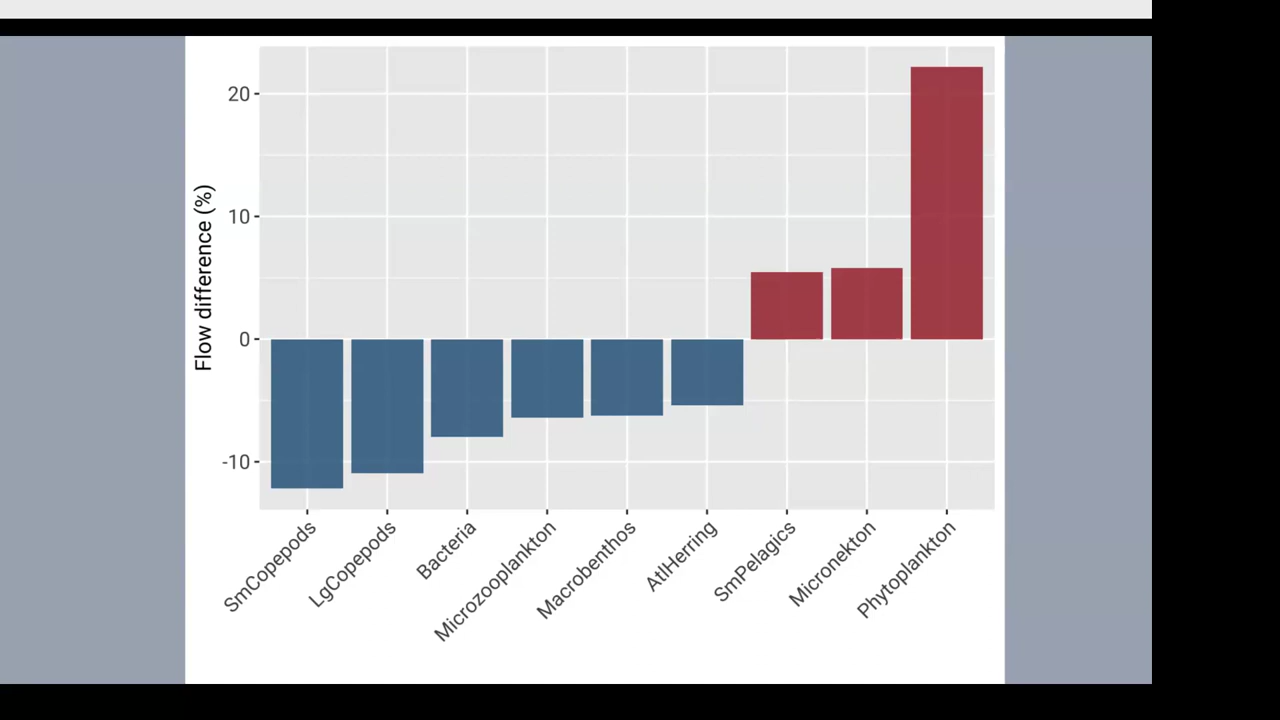 20
10
0
-10
Flow difference (%)
SmCopepods
LgCopepods
Bacteria
Microzooplankton
Macrobenthos
AtlHerring
SmPelagics
Micronekton
Phytoplankton